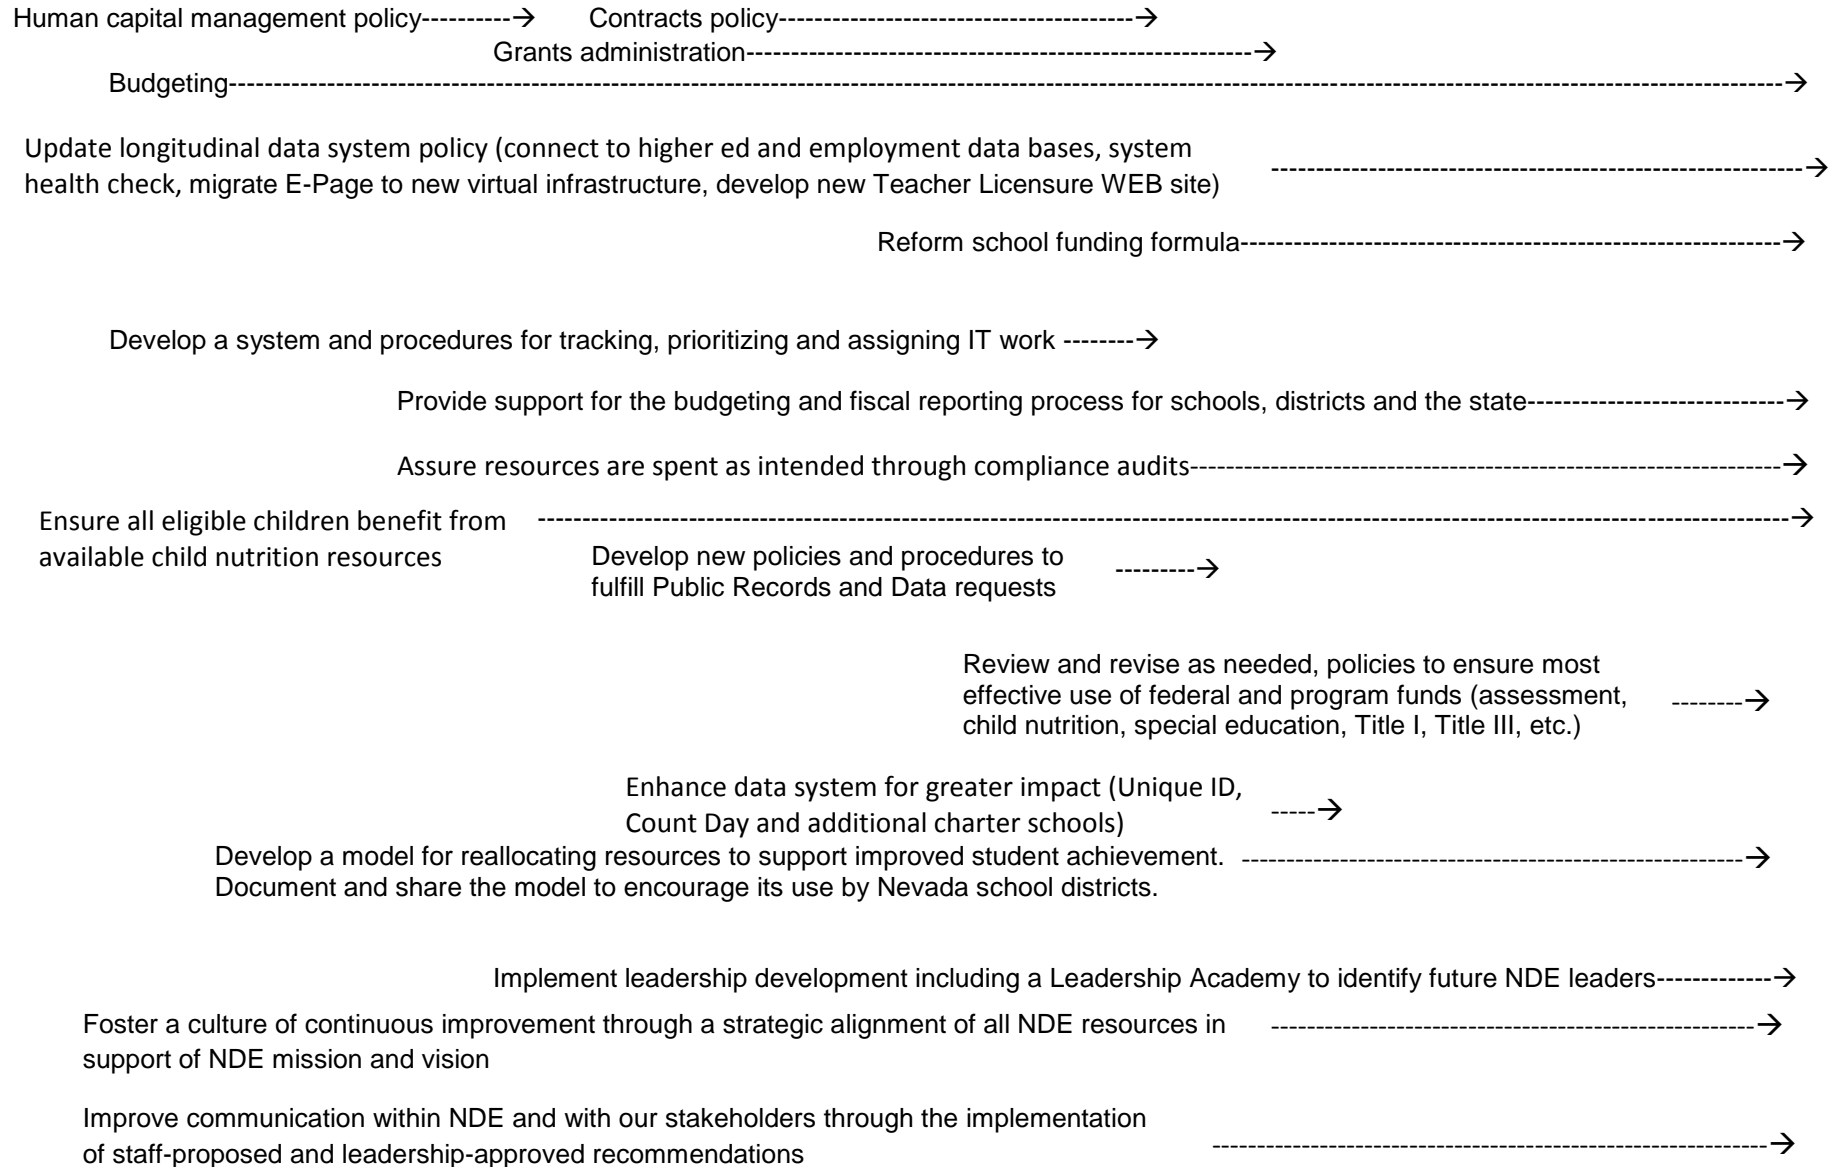 Human capital management policy----------→ Contracts policy----------------------------------------→
Grants administration---------------------------------------------------------→
Budgeting--------------------------------------------------------------------------------------------------------------------------------------------------------------------------------→
Update longitudinal data system policy (connect to higher ed and employment data bases, system
health check, migrate E-Page to new virtual infrastructure, develop new Teacher Licensure WEB site) ------------------------------------------------------------→
Reform school funding formula-------------------------------------------------------------→
Develop a system and procedures for tracking, prioritizing and assigning IT work --------→
Provide support for the budgeting and fiscal reporting process for schools, districts and the state-----------------------------→
Assure resources are spent as intended through compliance audits-------------------------------------------------------------------→
Ensure all eligible children benefit from ---------------------------------------------------------------------------------------------------------------------------------------------→
available child nutrition resources
Develop new policies and procedures to
fulfill Public Records and Data requests ---------→
Review and revise as needed, policies to ensure most
effective use of federal and program funds (assessment, --------→
child nutrition, special education, Title I, Title III, etc.)
Enhance data system for greater impact (Unique ID,
Count Day and additional charter schools) -----→
Develop a model for reallocating resources to support improved student achievement. ---------------------------------------------------------→
Document and share the model to encourage its use by Nevada school districts.
Implement leadership development including a Leadership Academy to identify future NDE leaders-------------→
Foster a culture of continuous improvement through a strategic alignment of all NDE resources in ------------------------------------------------------→
support of NDE mission and vision
Improve communication within NDE and with our stakeholders through the implementation
of staff-proposed and leadership-approved recommendations ---------------------------------------------------------------→